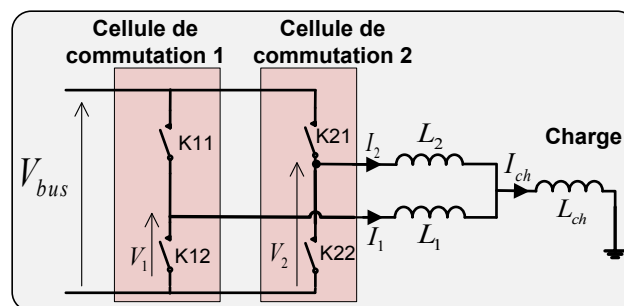 Cellule de
commutation 1
Cellule de
commutation 2
K11
K21
I_2
L_2
Charge
V_bus
I_ch
L_ch
V_1
K12
V_2
K22
I_1
L_1